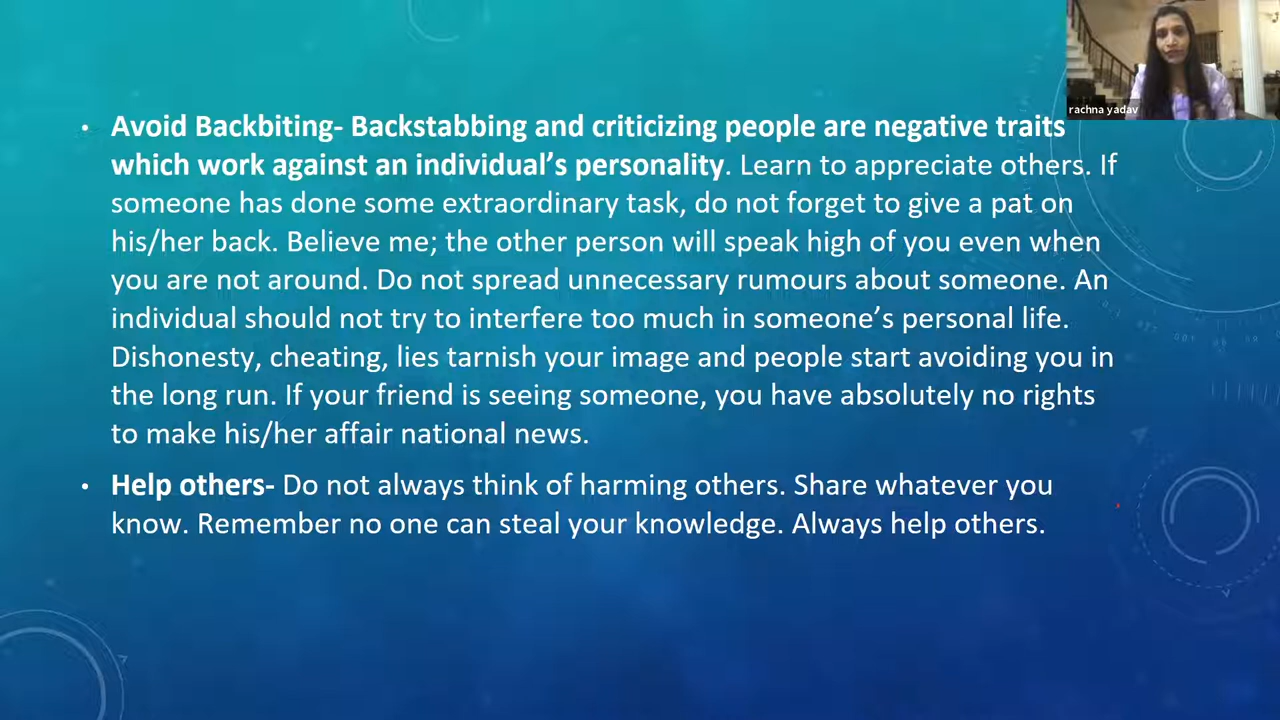 rachna yadav
• Avoid Backbiting- Backstabbing and criticizing people are negative traits
which work against an individual’s personality. Learn to appreciate others. If
someone has done some extraordinary task, do not forget to give a pat on
his/her back. Believe me; the other person will speak high of you even when
you are not around. Do not spread unnecessary rumours about someone. An
individual should not try to interfere too much in someone’s personal life.
Dishonesty, cheating, lies tarnish your image and people start avoiding you in
the long run. If your friend is seeing someone, you have absolutely no rights
to make his/her affair national news.
• Help others- Do not always think of harming others. Share whatever you
know. Remember no one can steal your knowledge. Always help others.